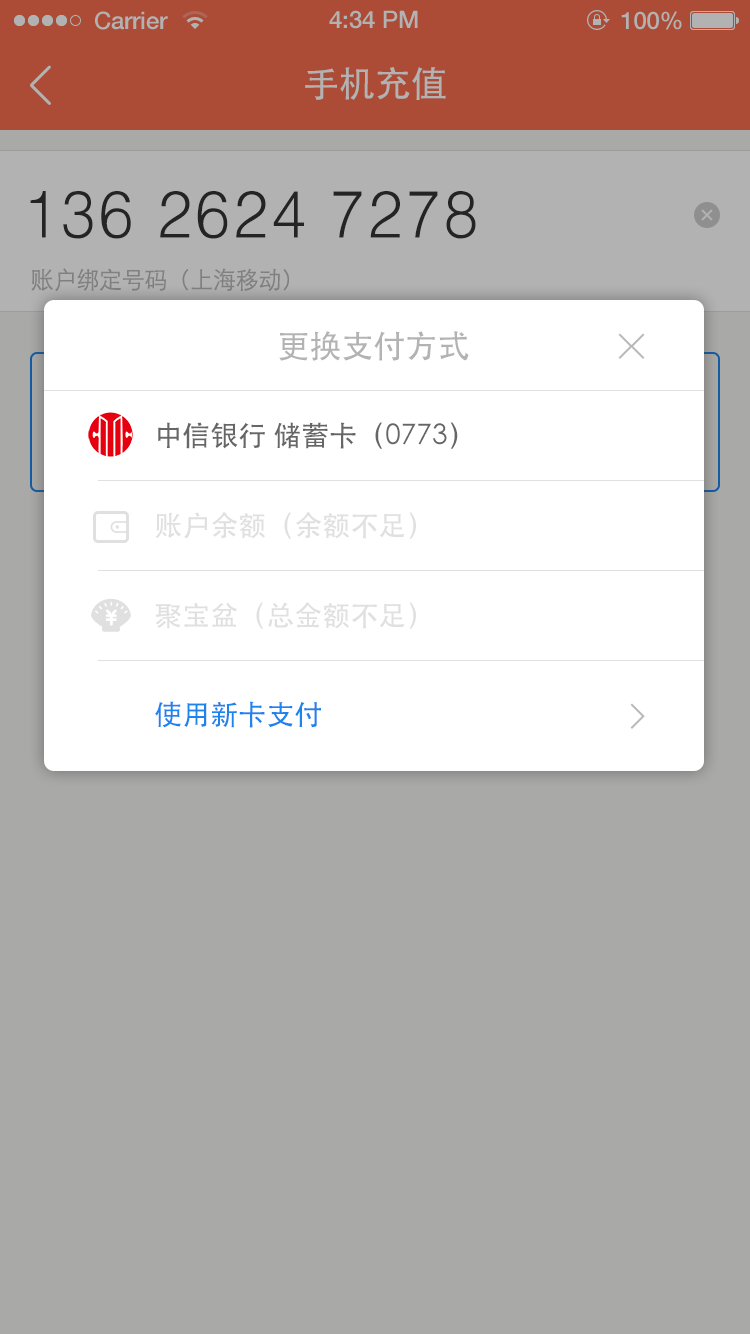 Carrier 4:34 PM 100%
手机充值
136 2624 7278
账户绑定号码（上海移动）
更换支付方式
中信银行 储蓄卡（0773）
账户余额（余额不足）
聚宝盆（总金额不足）
使用新卡支付